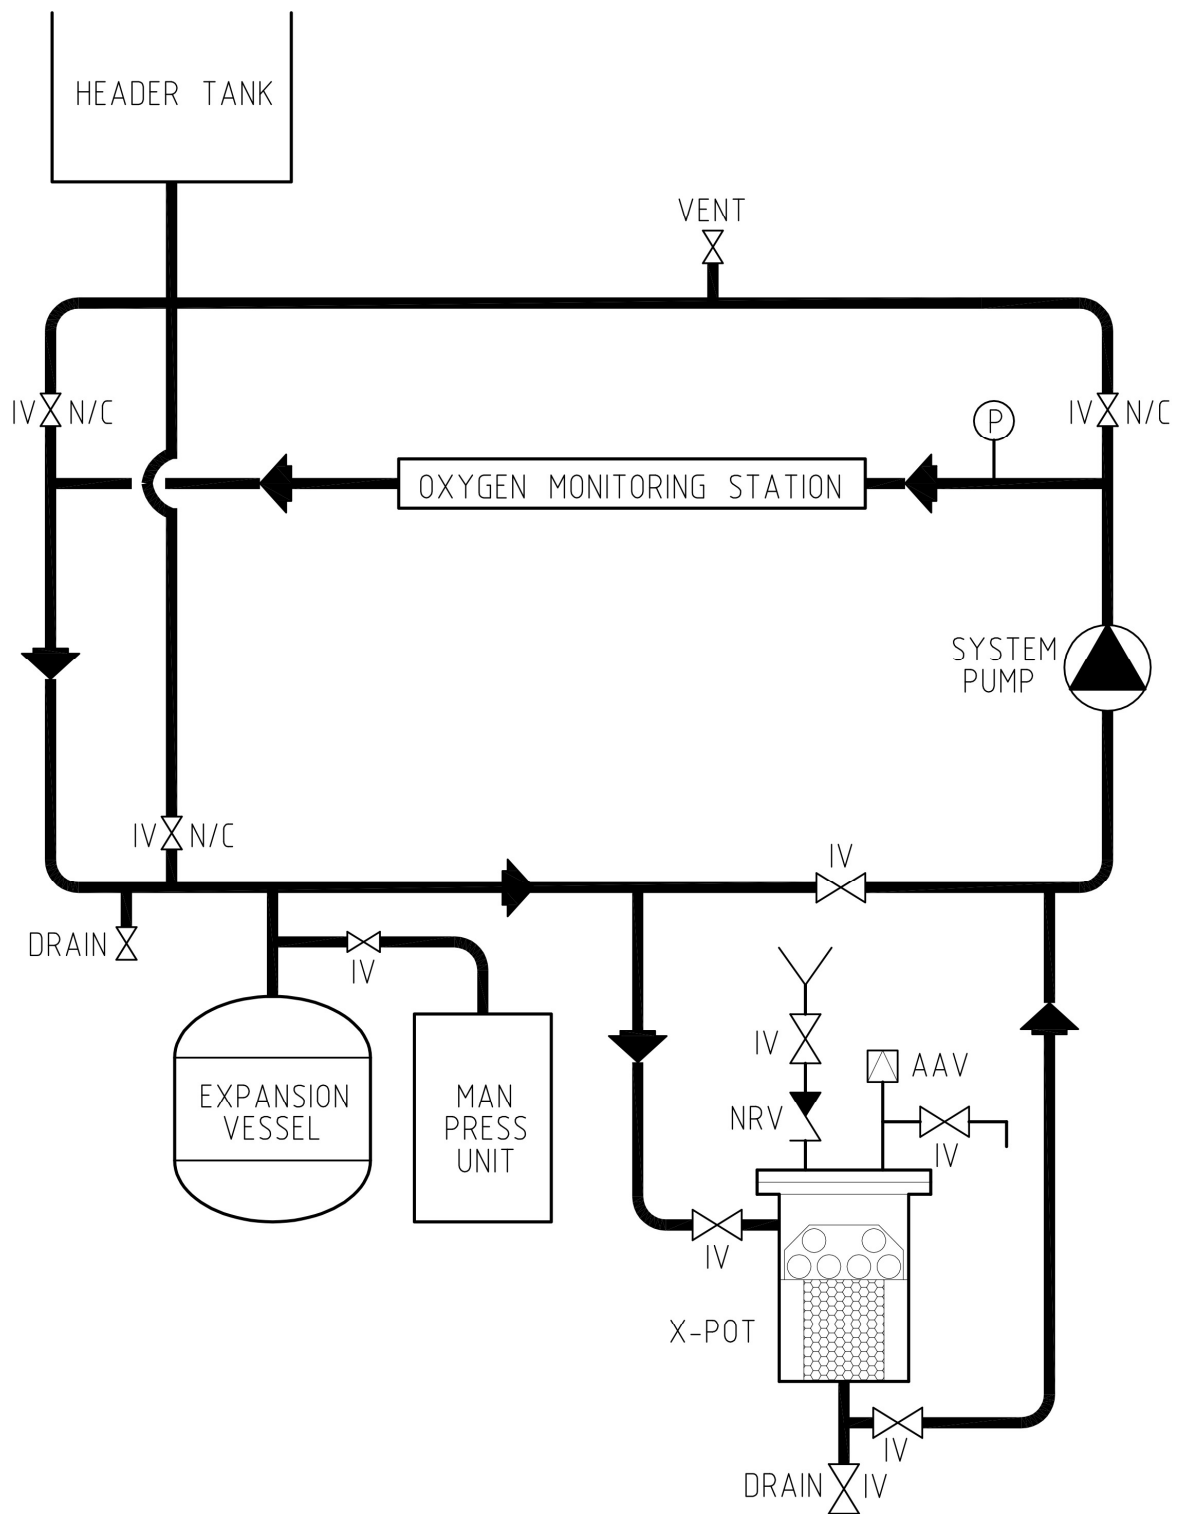 HEADER TANK
VENT
IV N/C
IV N/C
P
OXYGEN MONITORING STATION
SYSTEM
PUMP
IV N/C
IV
DRAIN
IV
IV
AAV
EXPANSION
VESSEL
MAN
PRESS
UNIT
NRV
IV
IV
X-POT
IV
DRAIN IV